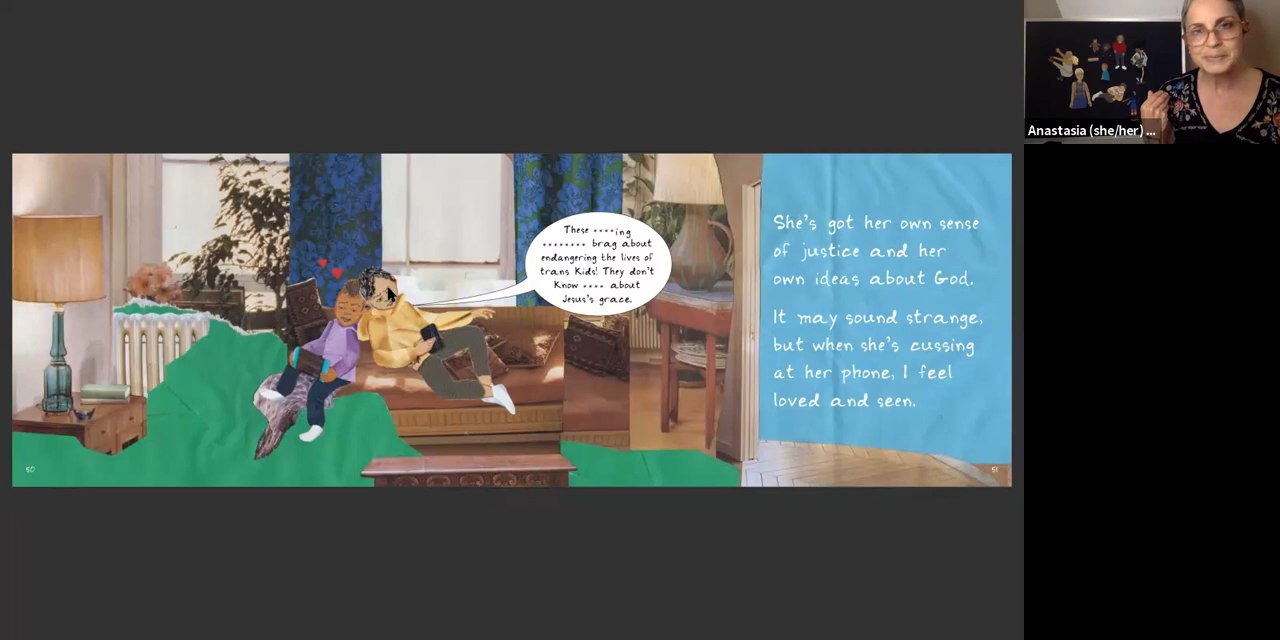 Anastasia (she/her) ...
These ****ing
******** brag about
endangering the lives of
trans Kids! They don't
Know **** about
Jesus's grace.
She's got her own sense
of justice and her
own ideas about God.
It may sound strange,
but when she's cussing
at her phone, I feel
loved and seen.
50
51